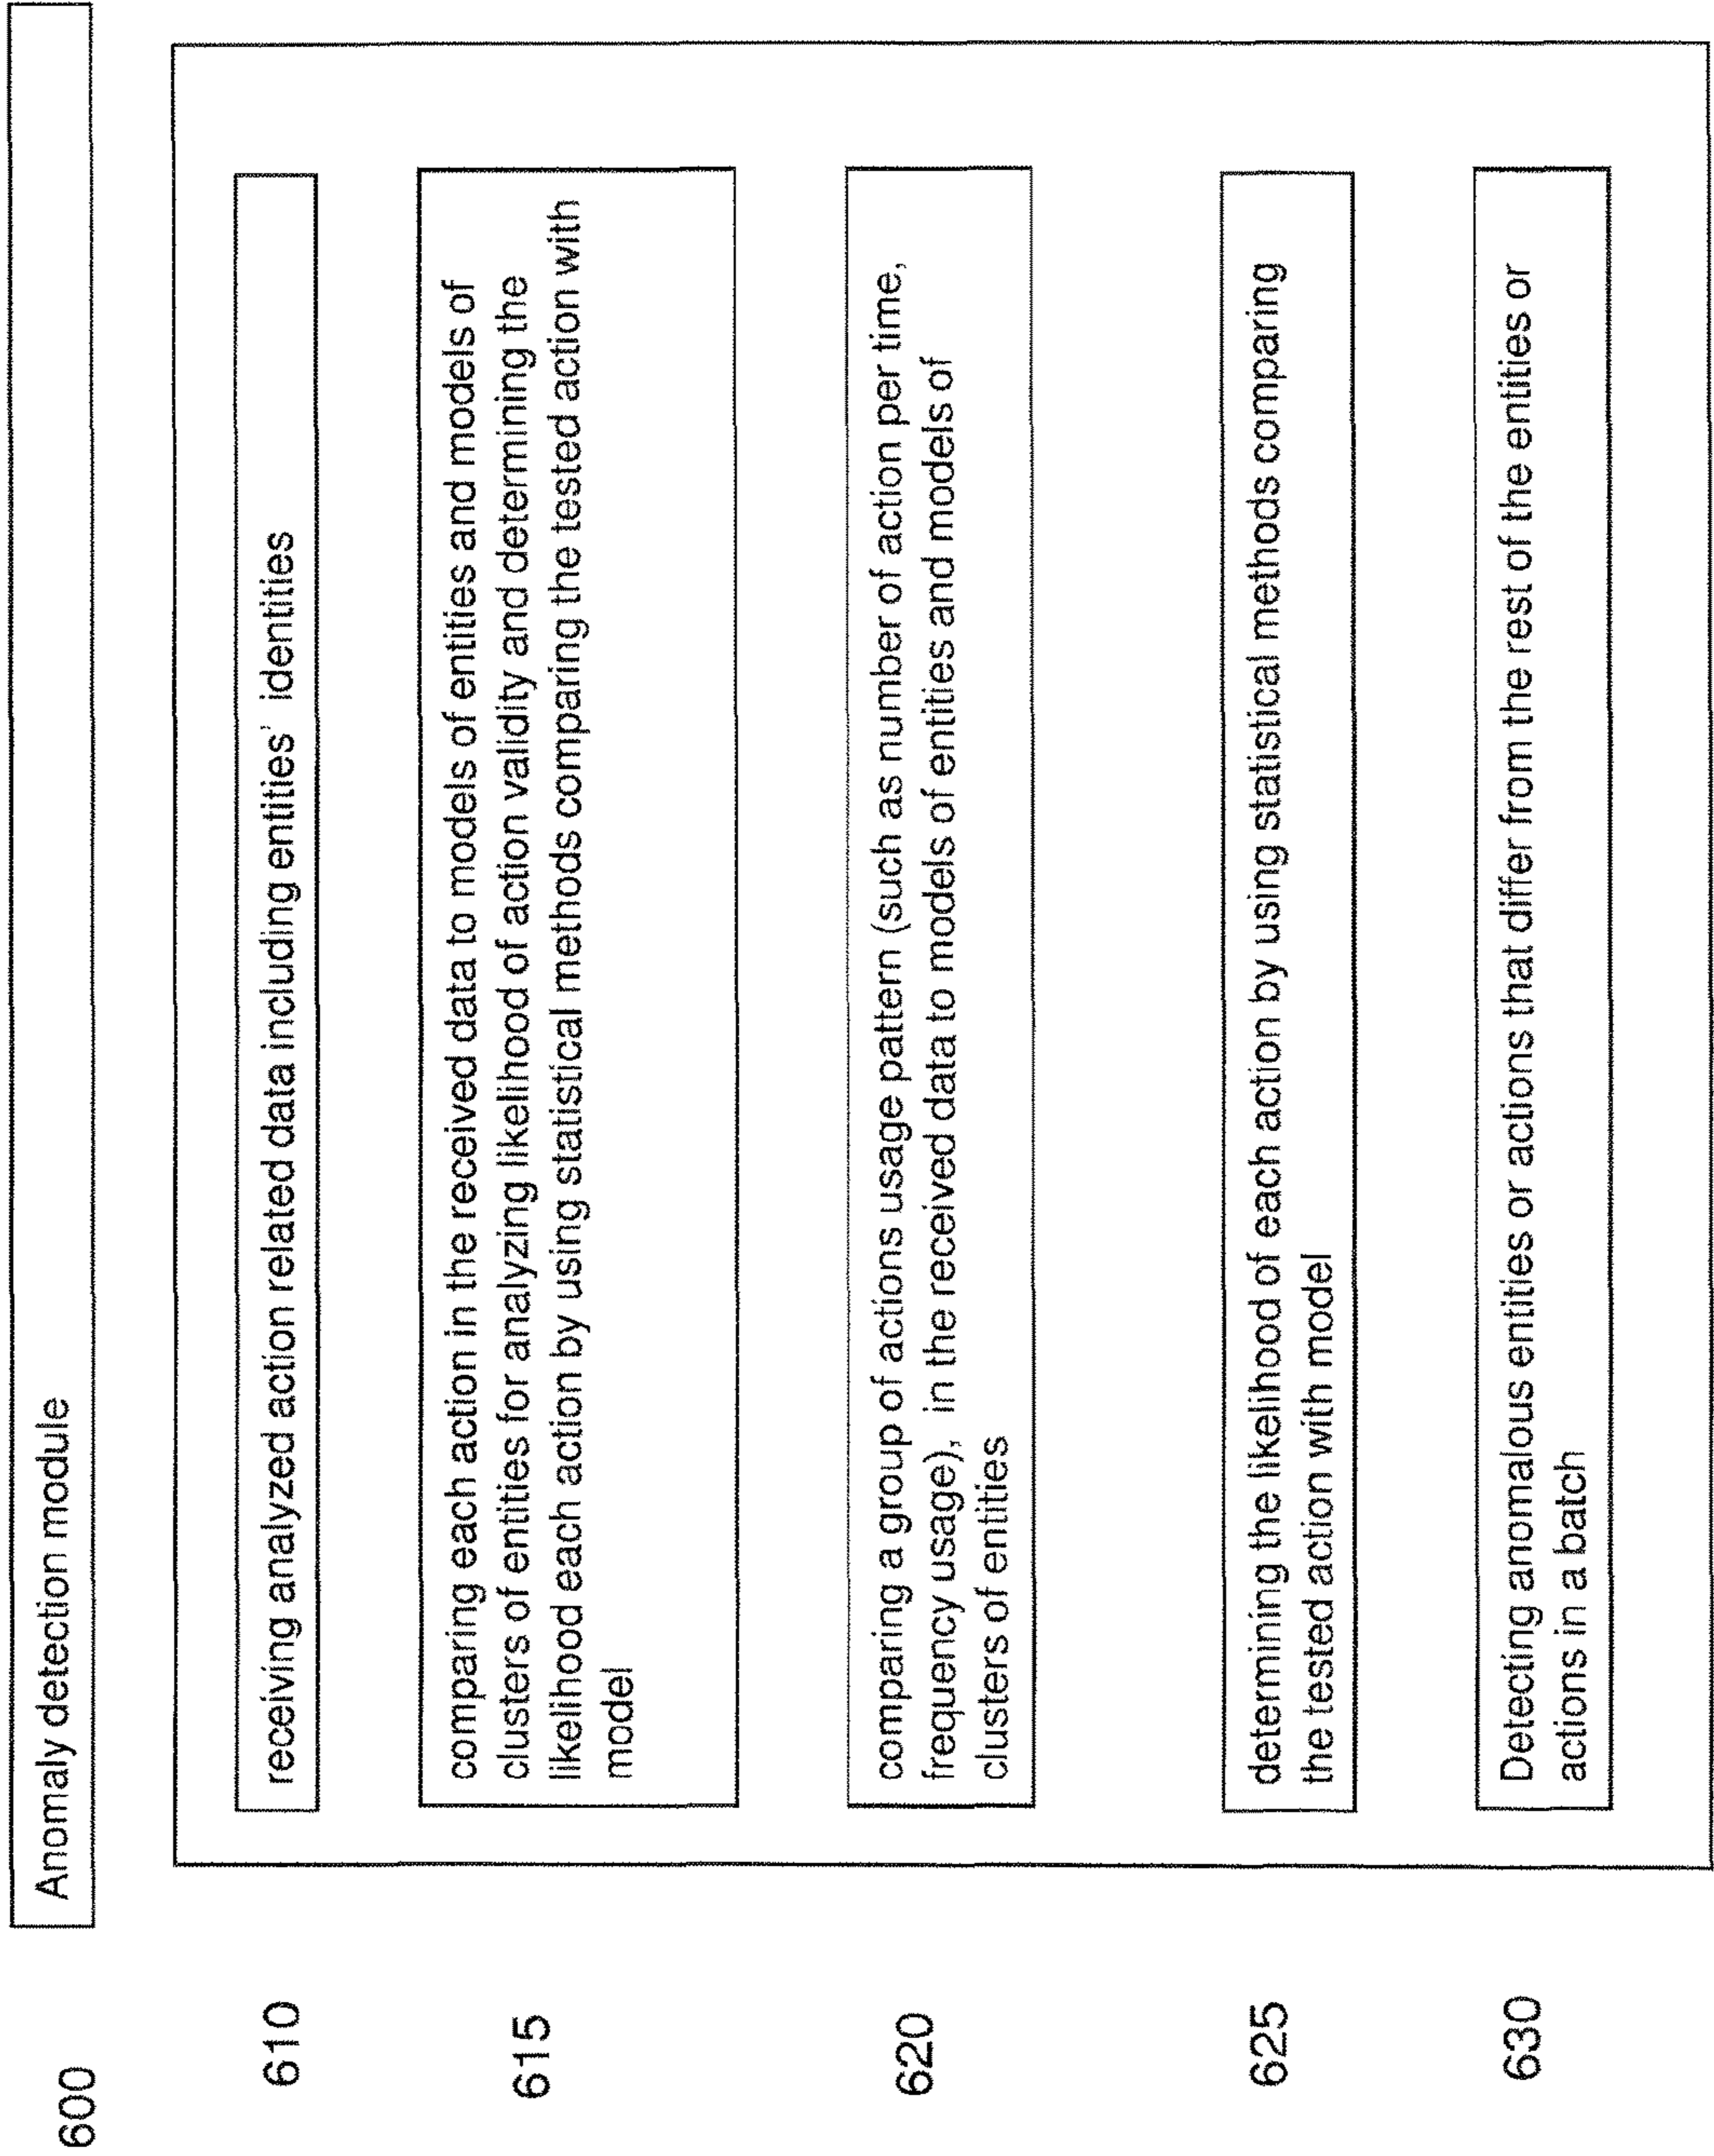 600
Anomaly detection module
610
receiving analyzed action related data including entities' identities
615
comparing each action in the received data to models of entities and models of
clusters of entities for analyzing likelihood of action validity and determining the
likelihood each action by using statistical methods comparing the tested action with
model
620
comparing a group of actions usage pattern (such as number of action per time,
frequency usage), in the received data to models of entities and models of
clusters of entities
625
determining the likelihood of each action by using statistical methods comparing
the tested action with model
630
Detecting anomalous entities or actions that differ from the rest of the entities or
actions in a batch